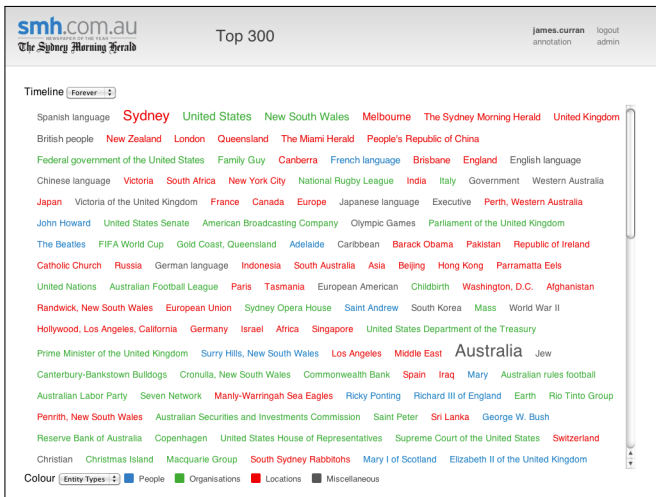 smh.com.au
NEWSPAPER OF THE YEAR
The Sydney Morning Herald
Top 300
james.curran logout
annotation admin
Timeline Forever
Spanish language Sydney United States New South Wales Melbourne The Sydney Morning Herald United Kingdom
British people New Zealand London Queensland The Miami Herald People's Republic of China
Federal government of the United States Family Guy Canberra French language Brisbane England English language
Chinese language Victoria South Africa New York City National Rugby League India Italy Government Western Australia
Japan Victoria of the United Kingdom France Canada Europe Japanese language Executive Perth, Western Australia
John Howard United States Senate American Broadcasting Company Olympic Games Parliament of the United Kingdom
The Beatles FIFA World Cup Gold Coast, Queensland Adelaide Caribbean Barack Obama Pakistan Republic of Ireland
Catholic Church Russia German language Indonesia South Australia Asia Beijing Hong Kong Parramatta Eels
United Nations Australian Football League Paris Tasmania European American Childbirth Washington, D.C. Afghanistan
Randwick, New South Wales European Union Sydney Opera House Saint Andrew South Korea Mass World War II
Hollywood, Los Angeles, California Germany Israel Africa Singapore United States Department of the Treasury
Prime Minister of the United Kingdom Surry Hills, New South Wales Los Angeles Middle East Australia Jew
Canterbury-Bankstown Bulldogs Cronulla, New South Wales Commonwealth Bank Spain Iraq Mary Australian rules football
Australian Labor Party Seven Network Manly-Warringah Sea Eagles Ricky Ponting Richard III of England Earth Rio Tinto Group
Penrith, New South Wales Australian Securities and Investments Commission Saint Peter Sri Lanka George W. Bush
Reserve Bank of Australia Copenhagen United States House of Representatives Supreme Court of the United States Switzerland
Christian Christmas Island Macquarie Group South Sydney Rabbitohs Mary I of Scotland Elizabeth II of the United Kingdom
Colour Entity Types People Organisations Locations Miscellaneous